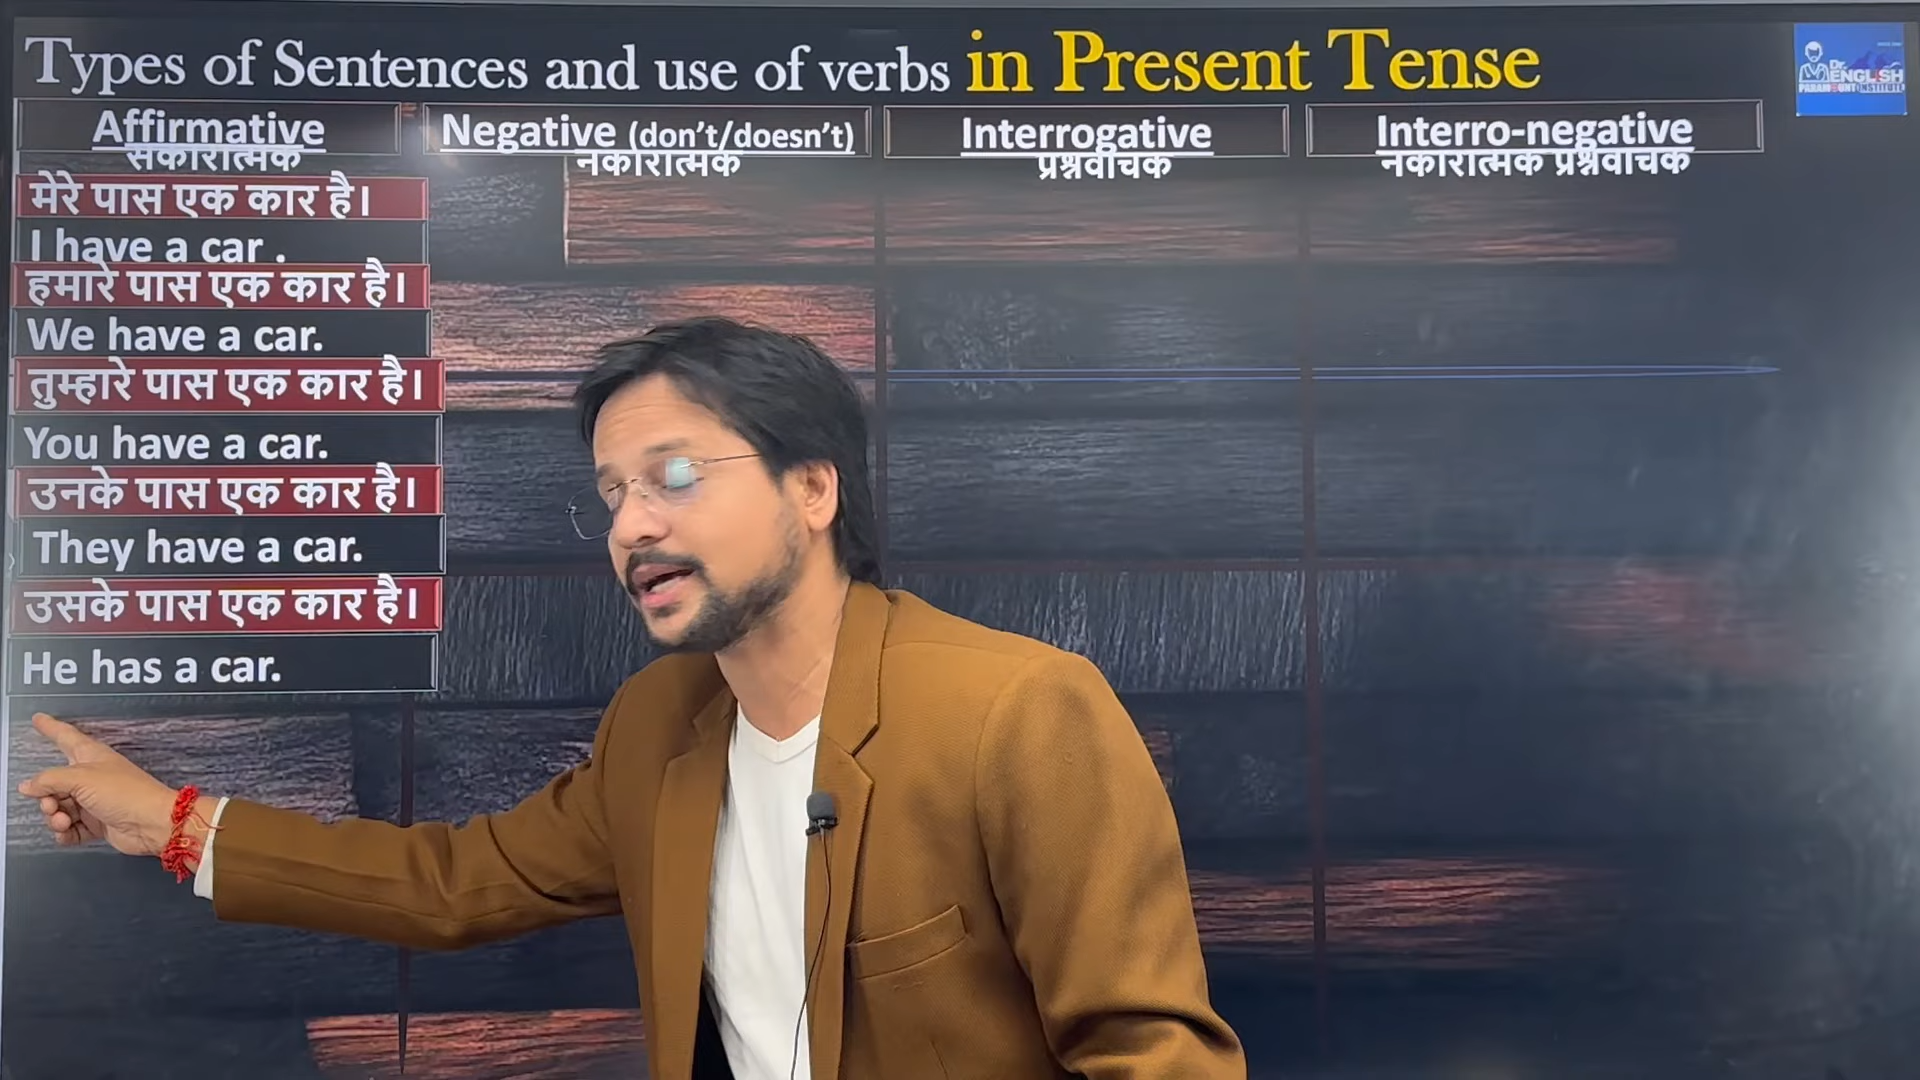 Types of Sentences and use of verbs in Present Tense
Affirmative
सकारात्मक
Negative (don't/doesn't)
नकारात्मक
Interrogative
प्रश्नवाचक
Interro-negative
नकारात्मक प्रश्नवाचक
मेरे पास एक कार है।
I have a car .
हमारे पास एक कार है।
We have a car.
तुम्हारे पास एक कार है।
You have a car.
उनके पास एक कार है।
They have a car.
उसके पास एक कार है।
He has a car.
Dr.
ENGLISH
PARAMOUNT INSTITUTE